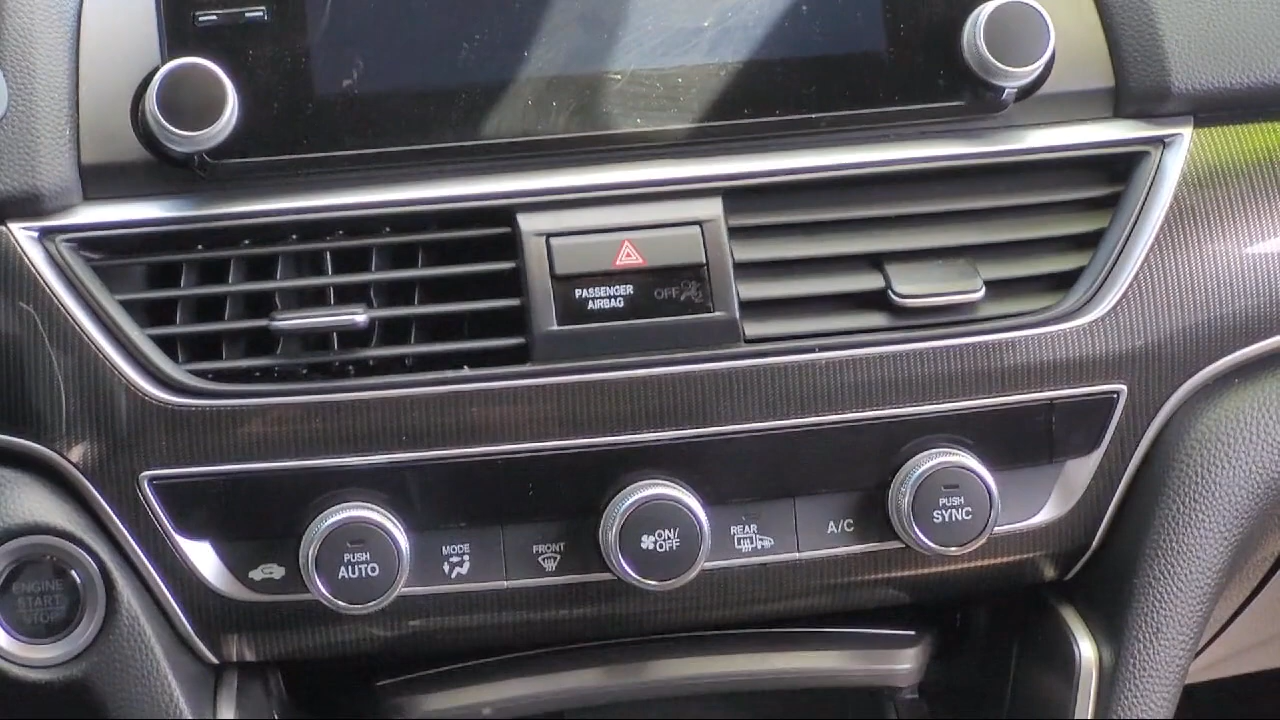 PASSENGER
AIRBAG
OFF
ENGINE
START
STOP
PUSH
AUTO
MODE
FRONT
ON/
OFF
REAR
A/C
PUSH
SYNC